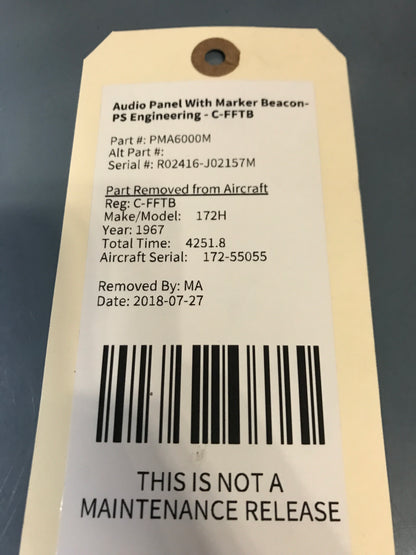 Audio Panel With Marker Beacon-
PS Engineering - C-FFTB
Part #: PMA6000M
Alt Part #:
Serial #: R02416-J02157M
Part Removed from Aircraft
Reg: C-FFTB
Make/Model: 172H
Year: 1967
Total Time: 4251.8
Aircraft Serial: 172-55055
Removed By: MA
Date: 2018-07-27
THIS IS NOT A
MAINTENANCE RELEASE